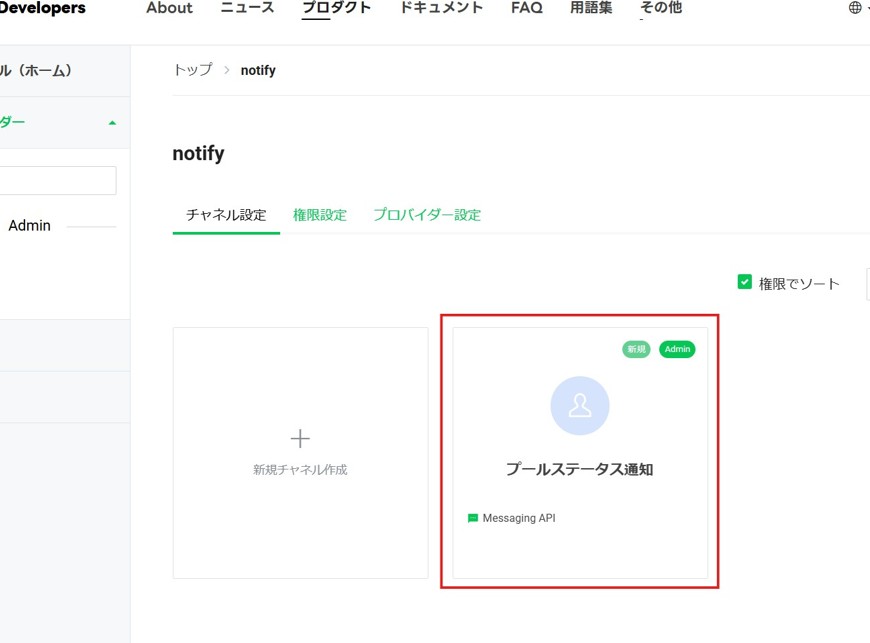 Developers
About ニュース プロダクト ドキュメント FAQ 用語集 その他
ル（ホーム）
ダー
Admin
トップ > notify
notify
チャネル設定 権限設定 プロバイダー設定
権限でソート
新規チャネル作成
新規 Admin
プールステータス通知
Messaging API